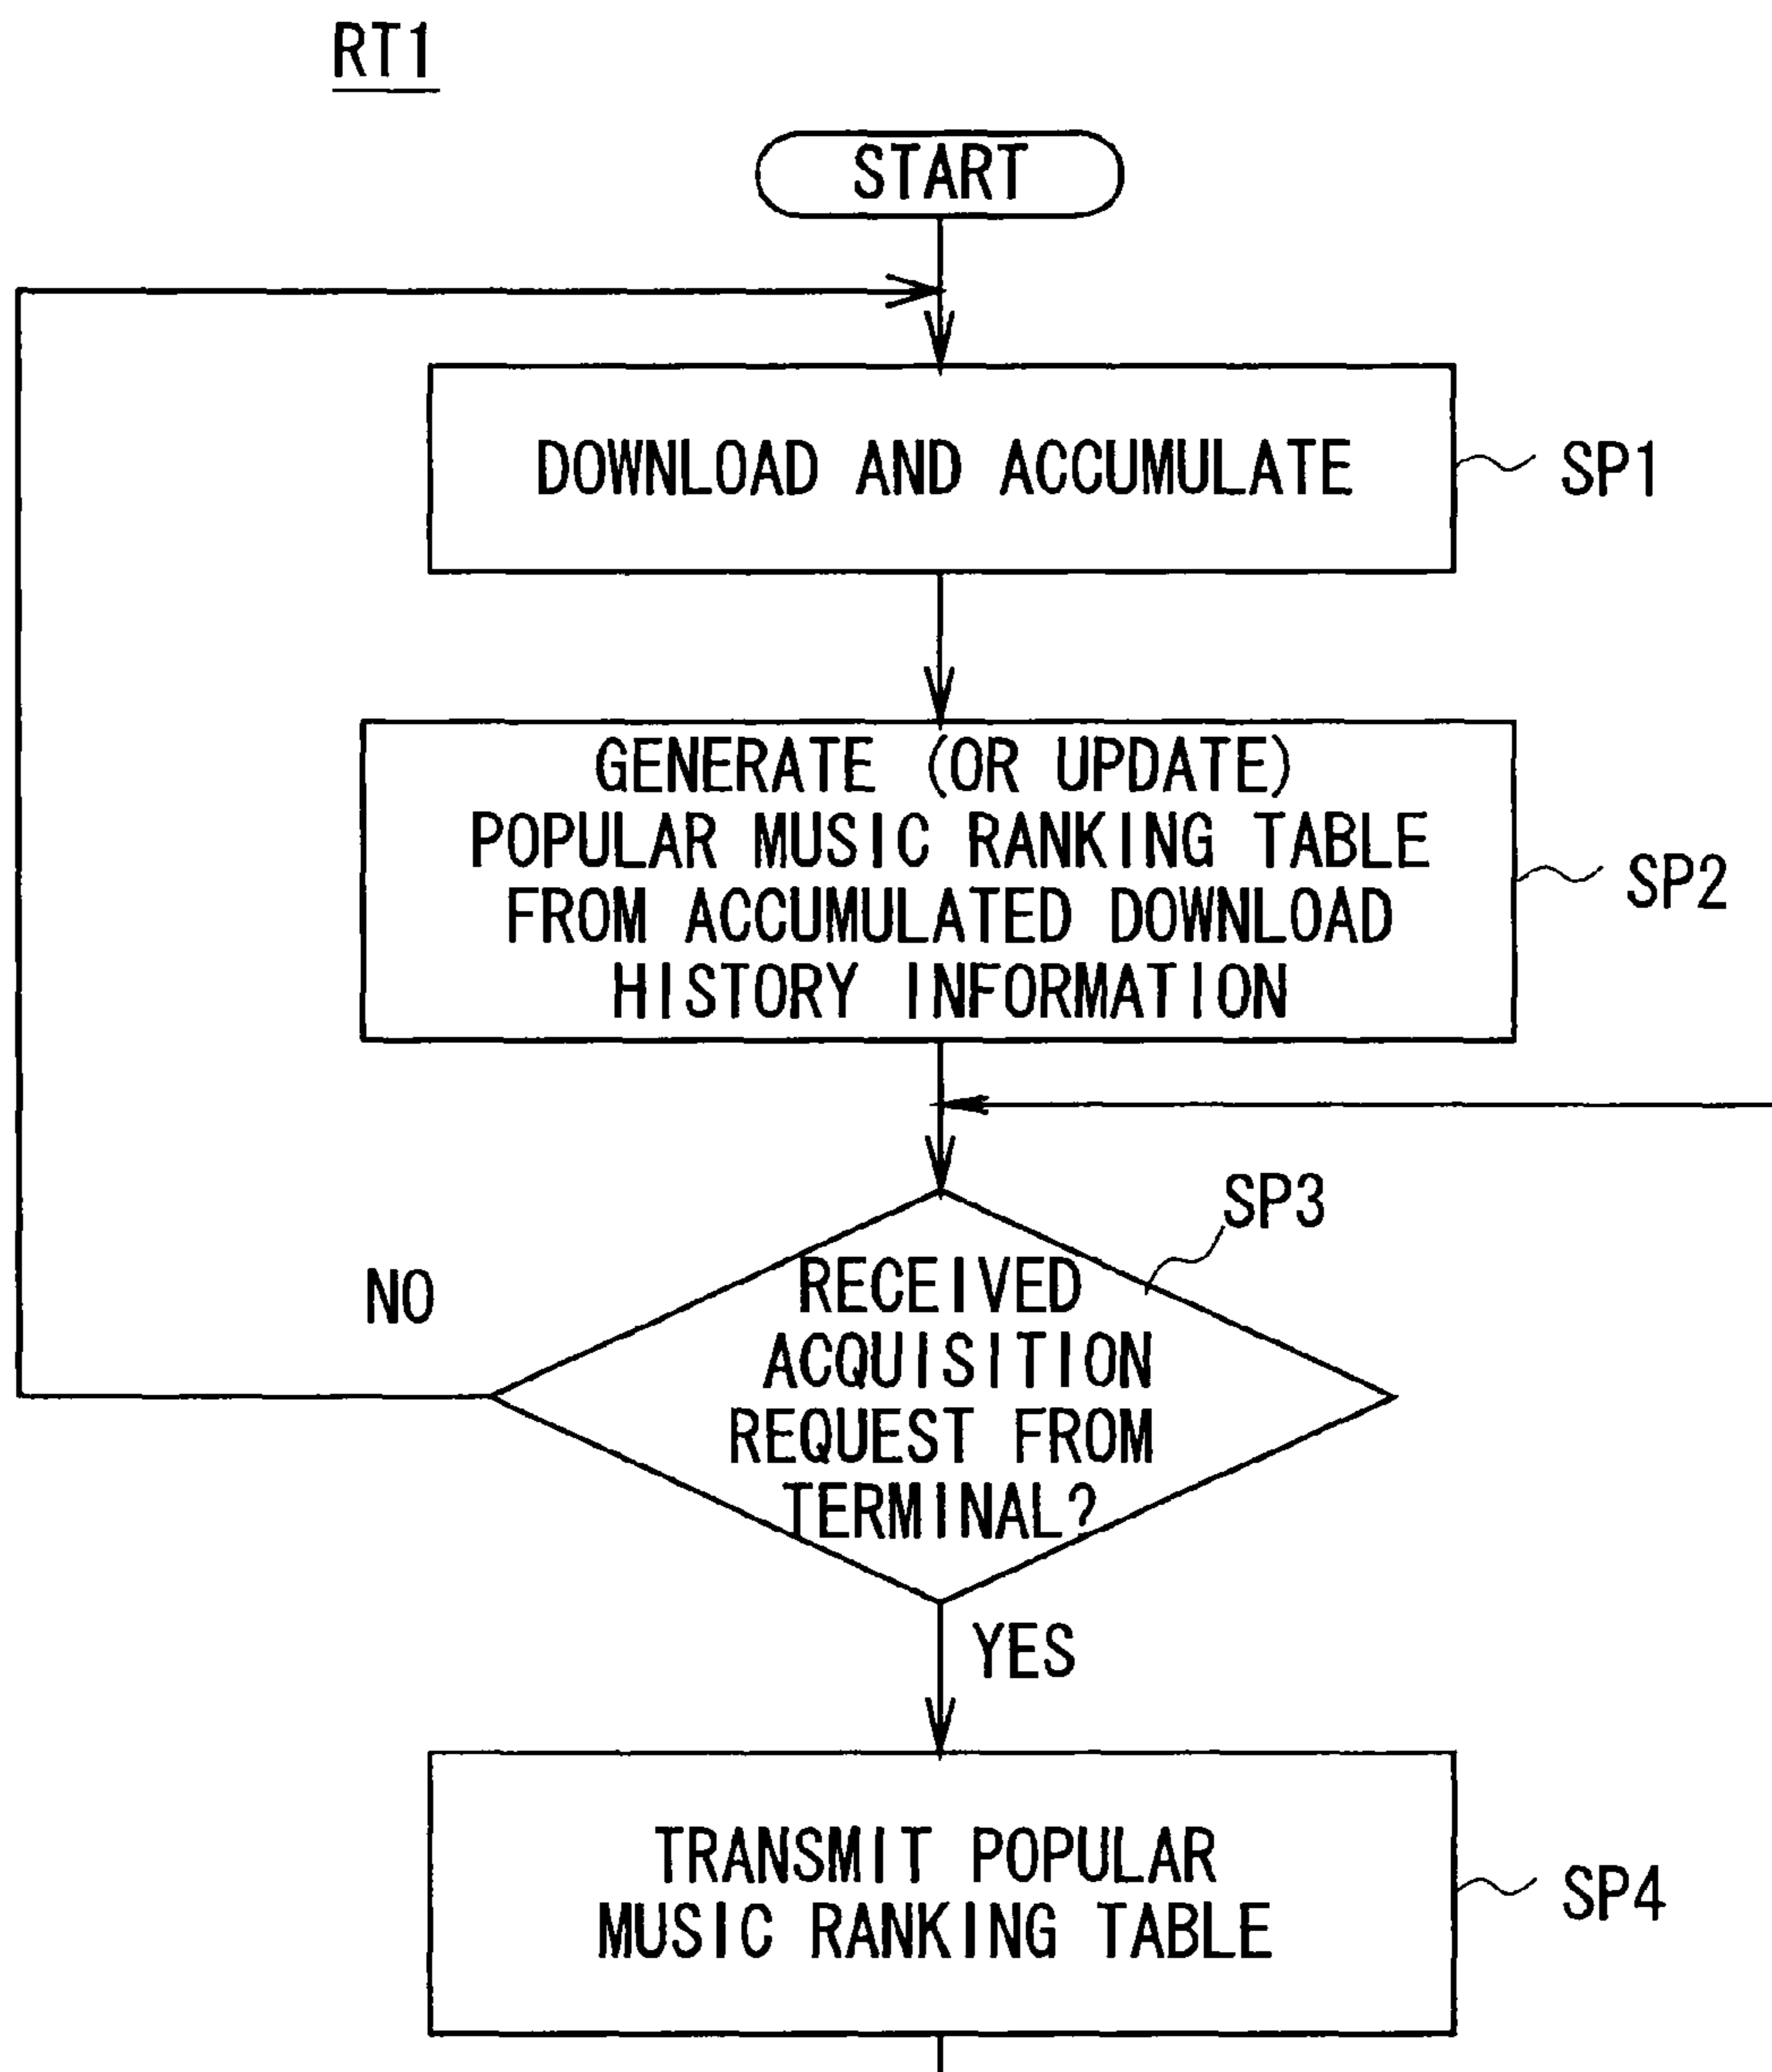 RT1
START
DOWNLOAD AND ACCUMULATE
SP1
GENERATE (OR UPDATE)
POPULAR MUSIC RANKING TABLE
FROM ACCUMULATED DOWNLOAD
HISTORY INFORMATION
SP2
SP3
NO
RECEIVED
ACQUISITION
REQUEST FROM
TERMINAL?
YES
TRANSMIT POPULAR
MUSIC RANKING TABLE
SP4